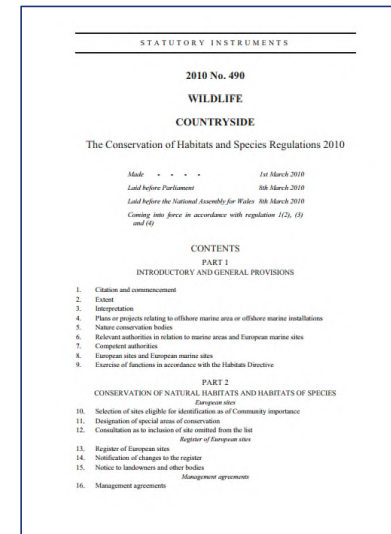 STATUTORY INSTRUMENTS
2010 No. 490
WILDLIFE
COUNTRYSIDE
The Conservation of Habitats and Species Regulations 2010
Made - - - - 1st March 2010
Laid before Parliament 8th March 2010
Laid before the National Assembly for Wales 8th March 2010
Coming into force in accordance with regulation 1(2), (3)
and (4)
CONTENTS
PART 1
INTRODUCTORY AND GENERAL PROVISIONS
1. Citation and commencement
2. Extent
3. Interpretation
4. Plans or projects relating to offshore marine area or offshore marine installations
5. Nature conservation bodies
6. Relevant authorities in relation to marine areas and European marine sites
7. Competent authorities
8. European sites and European marine sites
9. Exercise of functions in accordance with the Habitats Directive
PART 2
CONSERVATION OF NATURAL HABITATS AND HABITATS OF SPECIES
European sites
10. Selection of sites eligible for identification as of Community importance
11. Designation of special areas of conservation
12. Consultation as to inclusion of site omitted from the list
Register of European sites
13. Register of European sites
14. Notification of changes to the register
15. Notice to landowners and other bodies
Management agreements
16. Management agreements